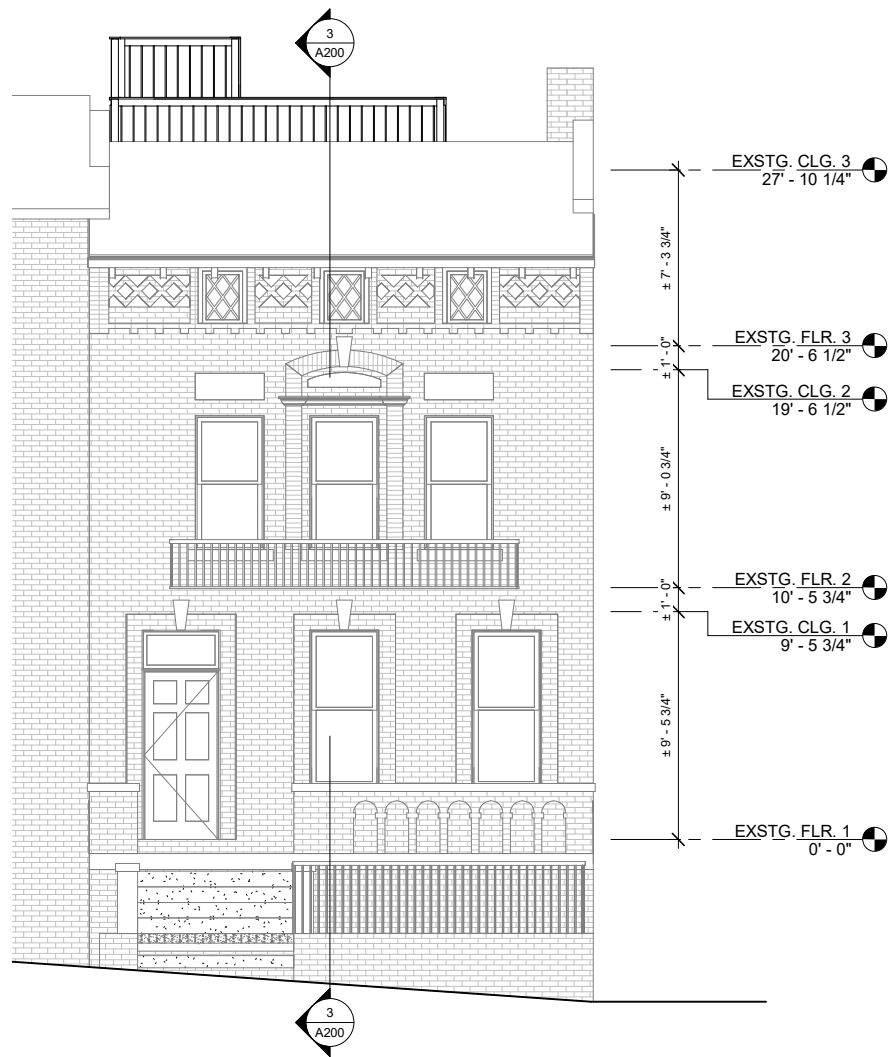 3
A200
EXSTG. CLG. 3
27' - 10 1/4"
± 7' - 3 3/4"
EXSTG. FLR. 3
20' - 6 1/2"
± 1' - 0"
EXSTG. CLG. 2
19' - 6 1/2"
± 9' - 0 3/4"
EXSTG. FLR. 2
10' - 5 3/4"
± 1' - 0"
EXSTG. CLG. 1
9' - 5 3/4"
± 9' - 5 3/4"
EXSTG. FLR. 1
0' - 0"
3
A200